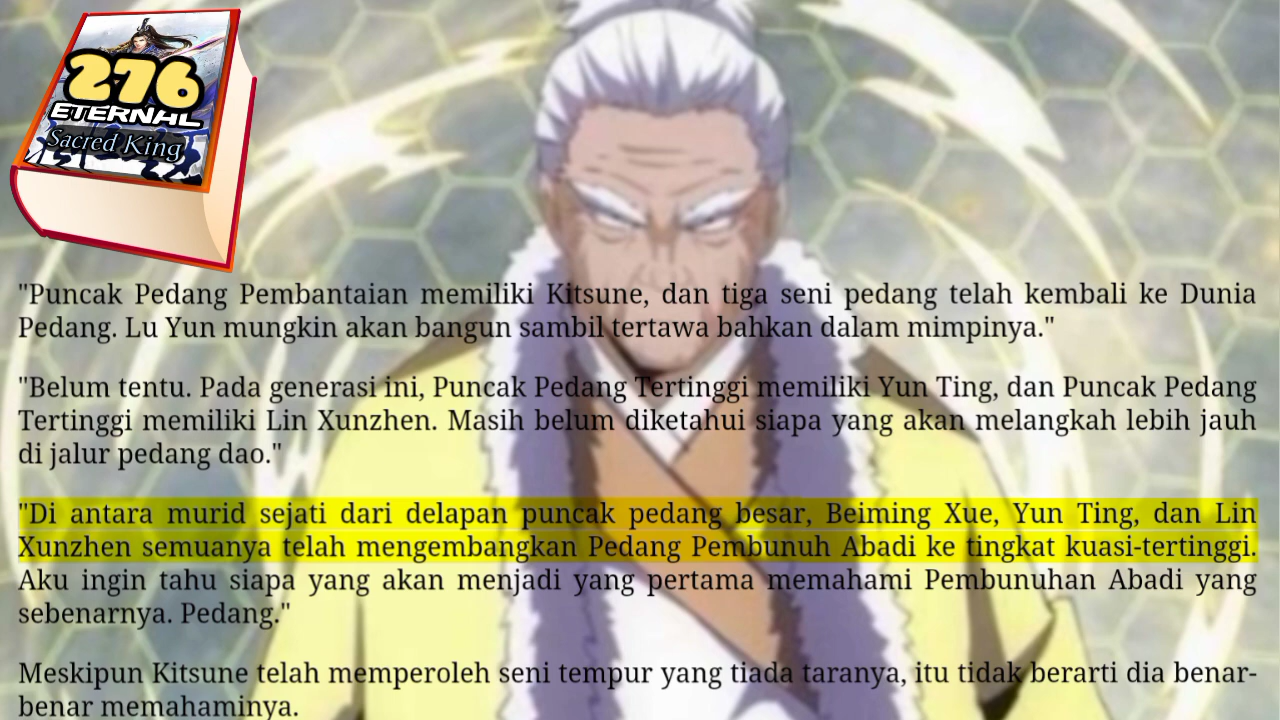 276
ETERNAL
Sacred King
"Puncak Pedang Pembantaian memiliki Kitsune, dan tiga seni pedang telah kembali ke Dunia
Pedang. Lu Yun mungkin akan bangun sambil tertawa bahkan dalam mimpinya."
"Belum tentu. Pada generasi ini, Puncak Pedang Tertinggi memiliki Yun Ting, dan Puncak Pedang
Tertinggi memiliki Lin Xunzhen. Masih belum diketahui siapa yang akan melangkah lebih jauh
di jalur pedang dao."
"Di antara murid sejati dari delapan puncak pedang besar, Beiming Xue, Yun Ting, dan Lin
Xunzhen semuanya telah mengembangkan Pedang Pembunuh Abadi ke tingkat kuasi-tertinggi.
Aku ingin tahu siapa yang akan menjadi yang pertama memahami Pembunuhan Abadi yang
sebenarnya. Pedang."
Meskipun Kitsune telah memperoleh seni tempur yang tiada taranya, itu tidak berarti dia benar-
benar memahaminya.